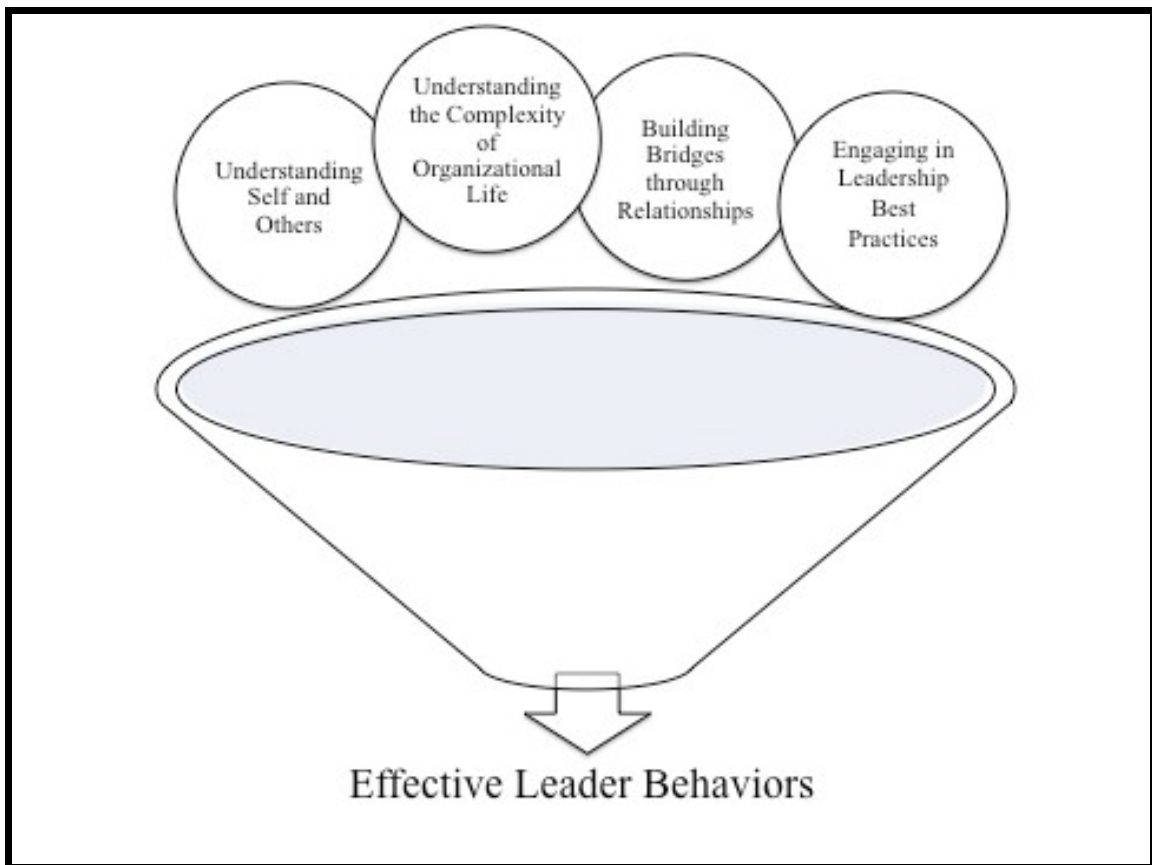 Understanding
Self and
Others
Understanding
the Complexity
of
Organizational
Life
Building
Bridges
through
Relationships
Engaging in
Leadership
Best
Practices
Effective Leader Behaviors